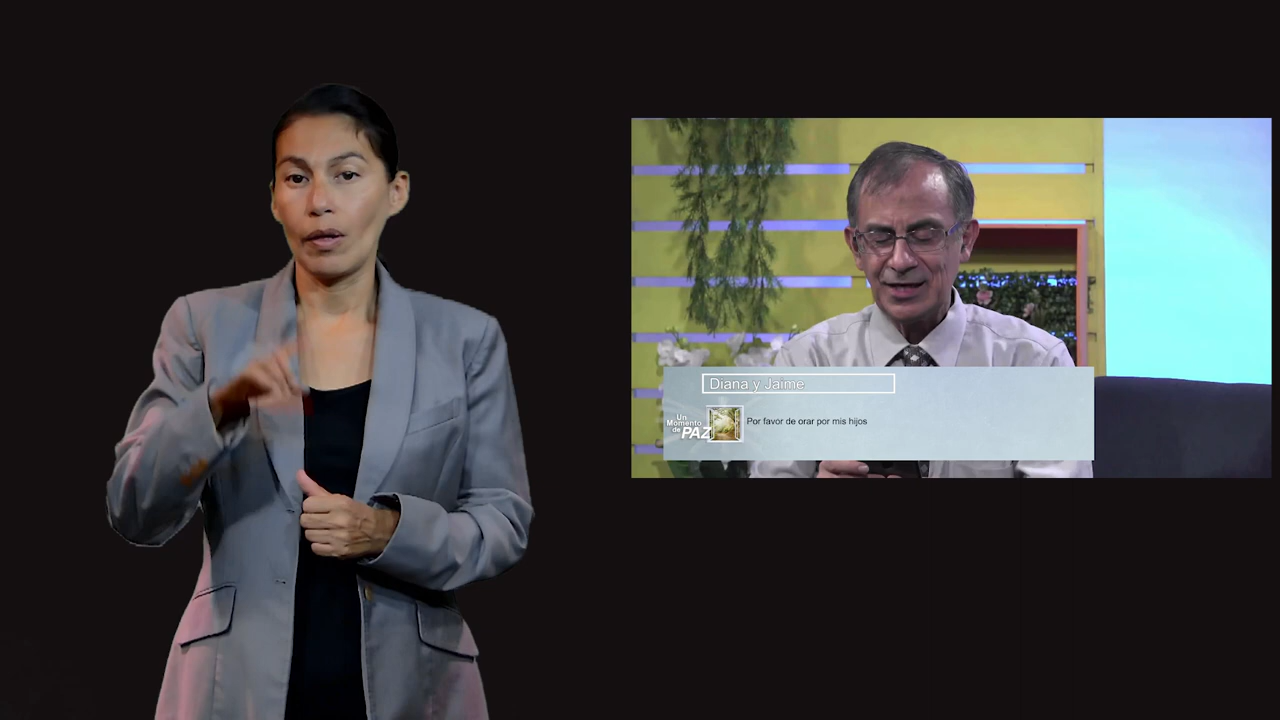 Diana y Jaime
Un
Momento
de PAZ
Por favor de orar por mis hijos